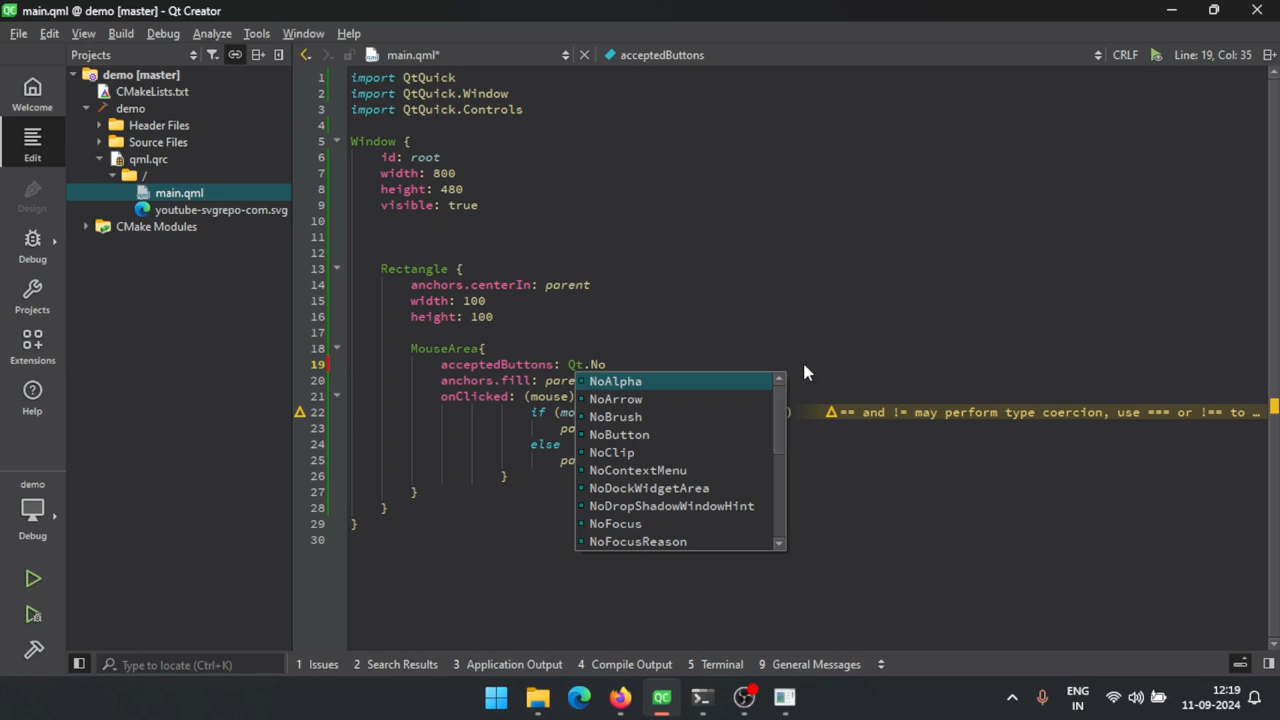 main.qml @ demo [master] - Qt Creator
File Edit View Build Debug Analyze Tools Window Help
Projects
main.qml*
acceptedButtons
CRLF
Line: 19, Col: 35
Welcome
Edit
Design
Debug
Projects
Extensions
Help
demo
Debug
demo [master]
CMakeLists.txt
demo
Header Files
Source Files
qml.qrc
/
main.qml
youtube-svgrepo-com.svg
CMake Modules
1 import QtQuick
2 import QtQuick.Window
3 import QtQuick.Controls
4
5 Window {
6 id: root
7 width: 800
8 height: 480
9 visible: true
10
11
12
13 Rectangle {
14 anchors.centerIn: parent
15 width: 100
16 height: 100
17
18 MouseArea{
19 acceptedButtons: Qt.No
20 anchors.fill: pare
21 onClicked: (mouse)
22 if (mo ) == and != may perform type coercion, use === or !== to …
23 pa
24 else
25 pa
26 }
27 }
28 }
29 }
30
NoAlpha
NoArrow
NoBrush
NoButton
NoClip
NoContextMenu
NoDockWidgetArea
NoDropShadowWindowHint
NoFocus
NoFocusReason
Type to locate (Ctrl+K)
1 Issues 2 Search Results 3 Application Output 4 Compile Output 5 Terminal 9 General Messages
ENG
IN
12:19
11-09-2024